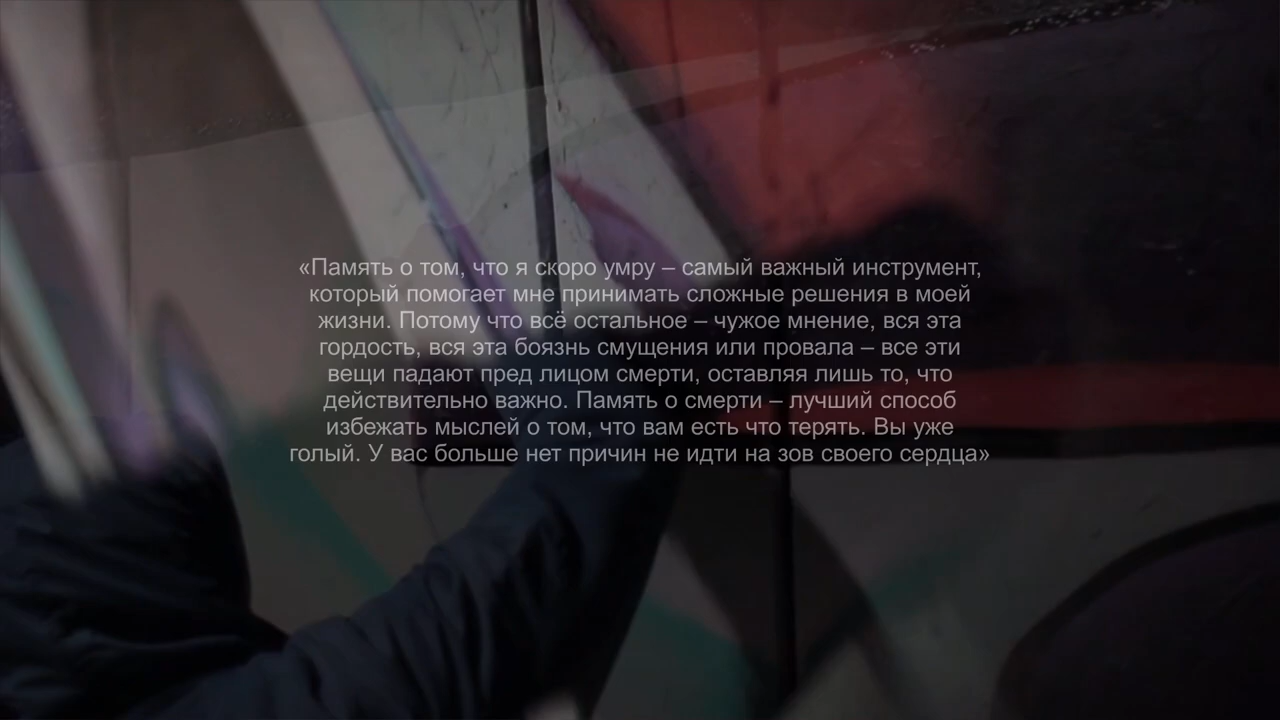 «Память о том, что я скоро умру – самый важный инструмент,
который помогает мне принимать сложные решения в моей
жизни. Потому что всё остальное – чужое мнение, вся эта
гордость, вся эта боязнь смущения или провала – все эти
вещи падают пред лицом смерти, оставляя лишь то, что
действительно важно. Память о смерти – лучший способ
избежать мыслей о том, что вам есть что терять. Вы уже
голый. У вас больше нет причин не идти на зов своего сердца»